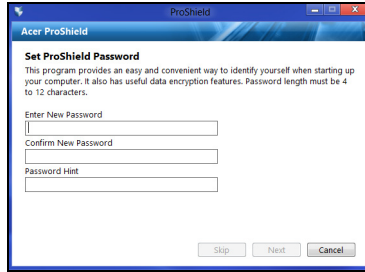 ProShield
Acer ProShield
Set ProShield Password
This program provides an easy and convenient way to identify yourself when starting up
your computer. It also has useful data encryption features. Password length must be 4
to 12 characters.
Enter New Password
Confirm New Password
Password Hint
Skip
Next
Cancel